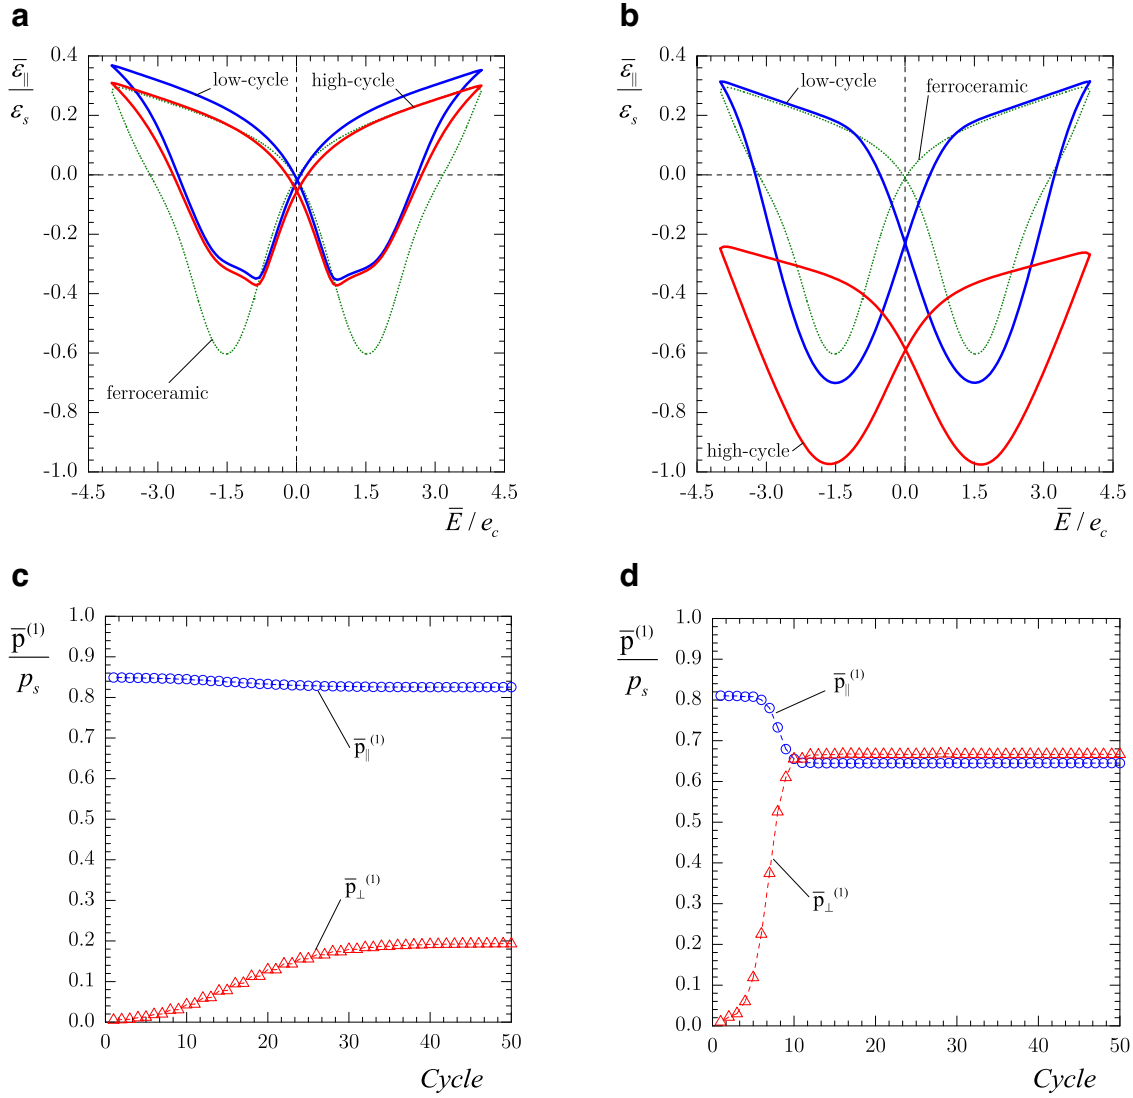 a
ε̅∥
εs
0.4
0.2
0.0
-0.2
-0.4
-0.6
-0.8
-1.0
low-cycle
high-cycle
ferroceramic
-4.5 -3.0 -1.5 0.0 1.5 3.0 4.5
E̅ / ec
b
ε̅∥
εs
0.4
0.2
0.0
-0.2
-0.4
-0.6
-0.8
-1.0
low-cycle
ferroceramic
high-cycle
-4.5 -3.0 -1.5 0.0 1.5 3.0 4.5
E̅ / ec
c
p̅(1)
ps
1.0
0.9
0.8
0.7
0.6
0.5
0.4
0.3
0.2
0.1
0.0
p̅∥(1)
p̅⊥(1)
0 10 20 30 40 50
Cycle
d
p̅(1)
ps
1.0
0.9
0.8
0.7
0.6
0.5
0.4
0.3
0.2
0.1
0.0
p̅∥(1)
p̅⊥(1)
0 10 20 30 40 50
Cycle